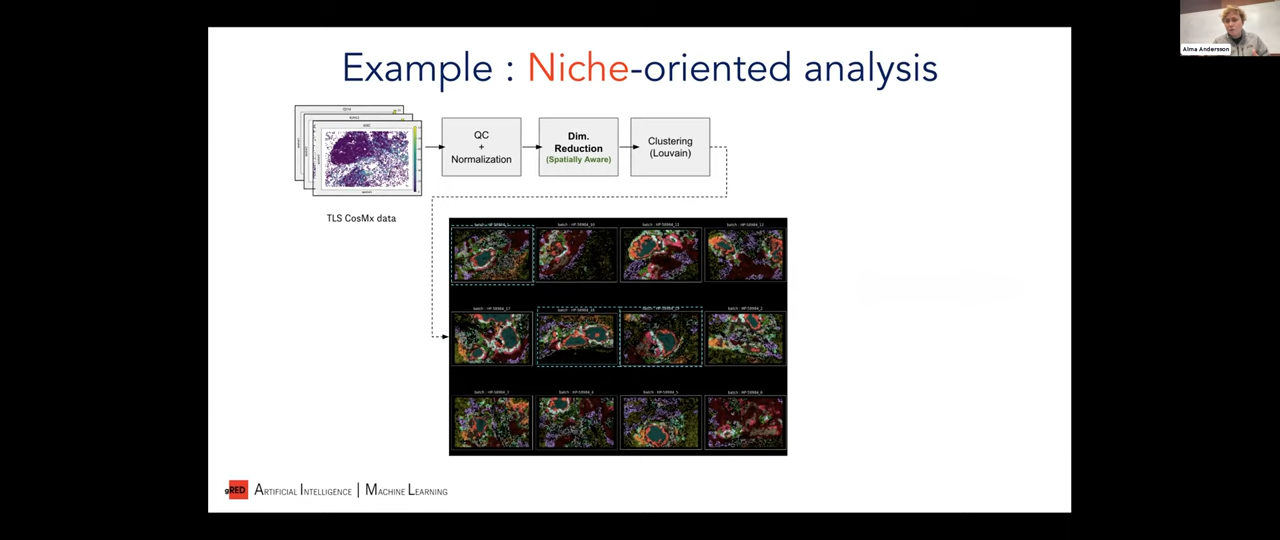 Example : Niche-oriented analysis
Alma Andersson
QC
+
Normalization
Dim.
Reduction
(Spatially Aware)
Clustering
(Louvain)
TLS CosMx data
gRED ARTIFICIAL INTELLIGENCE | MACHINE LEARNING